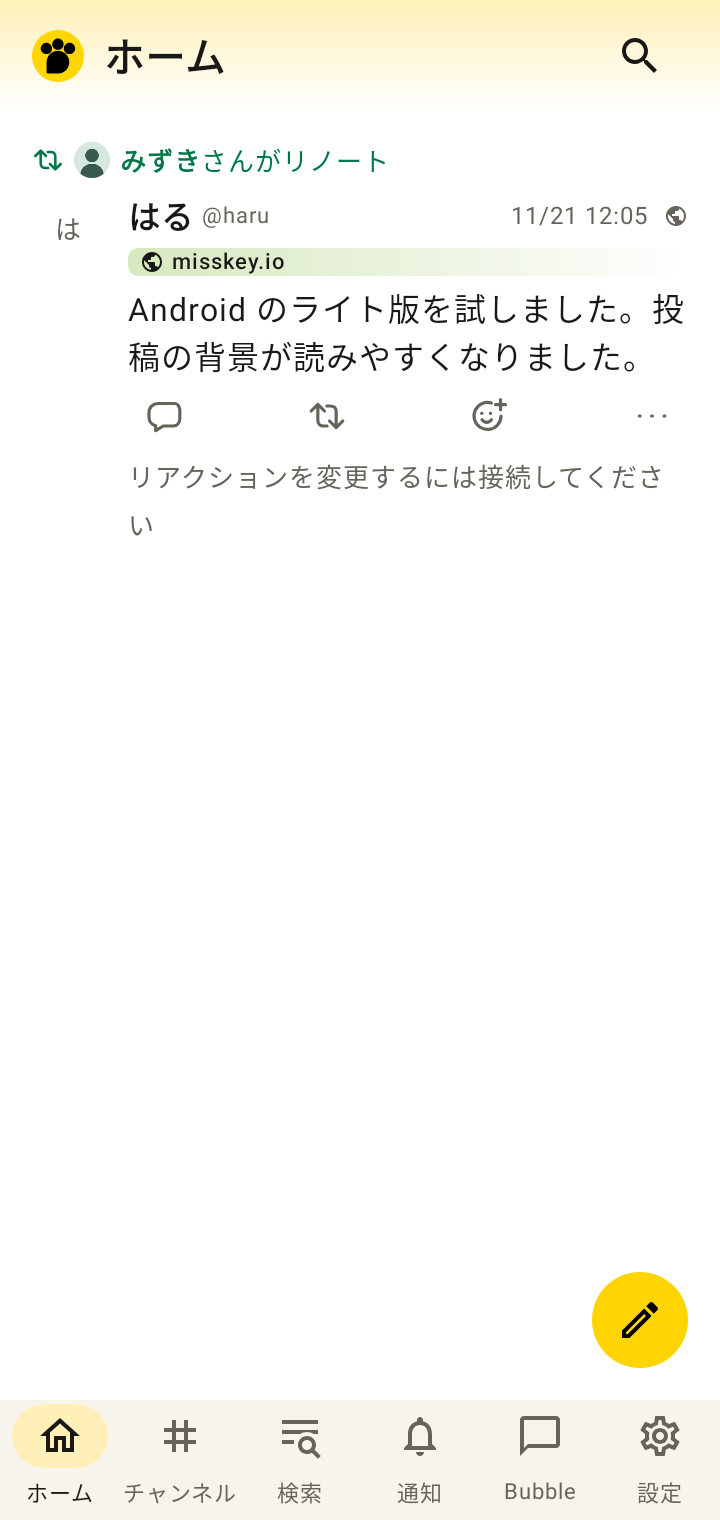 ホーム
みずきさんがリノート
は
はる @haru 11/21 12:05
misskey.io
Android のライト版を試しました。投
稿の背景が読みやすくなりました。
リアクションを変更するには接続してくださ
い
ホーム チャンネル 検索 通知 Bubble 設定